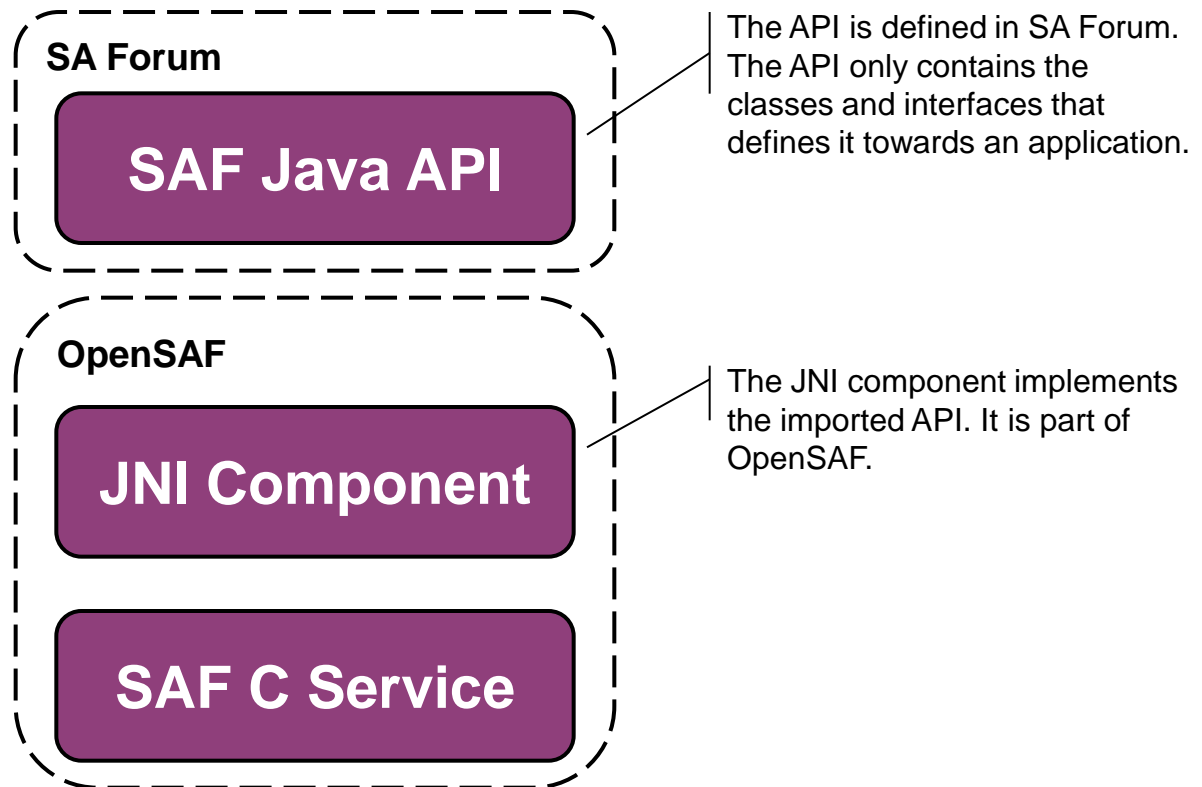 SA Forum
SAF Java API
The API is defined in SA Forum.
The API only contains the
classes and interfaces that
defines it towards an application.
OpenSAF
JNI Component
The JNI component implements
the imported API. It is part of
OpenSAF.
SAF C Service